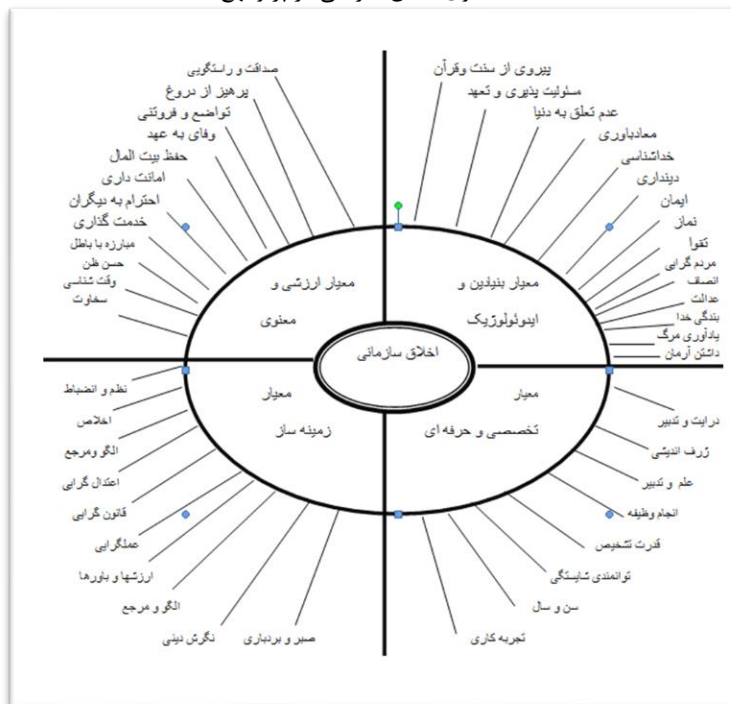 پیروی از سنت وقرآن
مسئولیت پذیری و تعهد
عدم تعلق به دنیا
معادباوری
خداشناسی
دینداری
ایمان
نماز
تقوا
مردم گرایی
انصاف
عدالت
بندگی خدا
یادآوری مرگ
داشتن آرمان
صداقت و راستگویی
پرهیز از دروغ
تواضع و فروتنی
وفای به عهد
حفظ بیت المال
امانت داری
احترام به دیگران
خدمت گذاری
مبارزه با باطل
حسن ظن
وقت شناسی
سخاوت
معیار بنیادین و
ایدوئولوژیک
معیار ارزشی و
معنوی
اخلاق سازمانی
معیار
تخصصی و حرفه ای
معیار
زمینه ساز
درایت و تدبیر
ژرف اندیشی
علم و تدبیر
انجام وظیفه
قدرت تشخیص
توانمندی شایستگی
سن و سال
تجربه کاری
نظم و انضباط
اخلاص
الگو ومرجع
اعتدال گرایی
قانون گرایی
عملگرایی
ارزشها و باورها
الگو و مرجع
نگرش دینی
صبر و بردباری